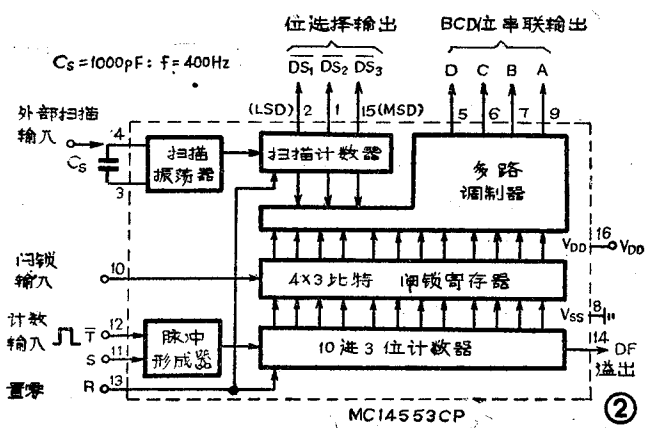 位选择输出
BCD位串联输出
Cs=1000pF: f=400Hz
DS1 DS2 DS3
D C B A
(LSD) 2 1 15(MSD) 5 6 7 9
外部扫描
输入
4
Cs
3
扫描
振荡器
扫描计数器
多路
调制器
16
VDD
VDD
闩锁
输入
10
4×3比特 闩锁寄存器
VSS 8
计数
输入
T 12
S 11
脉冲
形成器
10进3位计数器
14
DF
溢出
置零
R 13
MC14553CP
②